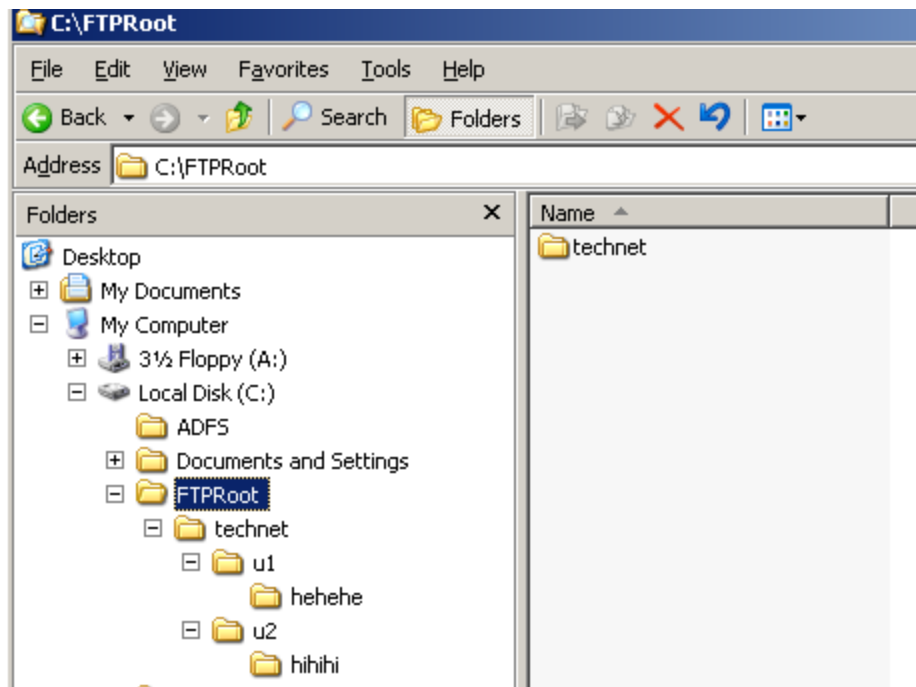 C:\FTPRoot
File Edit View Favorites Tools Help
Back Search Folders
Address C:\FTPRoot
Folders
Name
technet
Desktop
My Documents
My Computer
3½ Floppy (A:)
Local Disk (C:)
ADFS
Documents and Settings
FTPRoot
technet
u1
hehehe
u2
hihihi